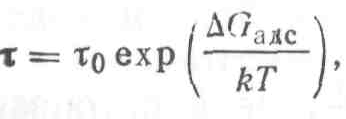 τ = τ₀ exp (ΔGадс / kT),